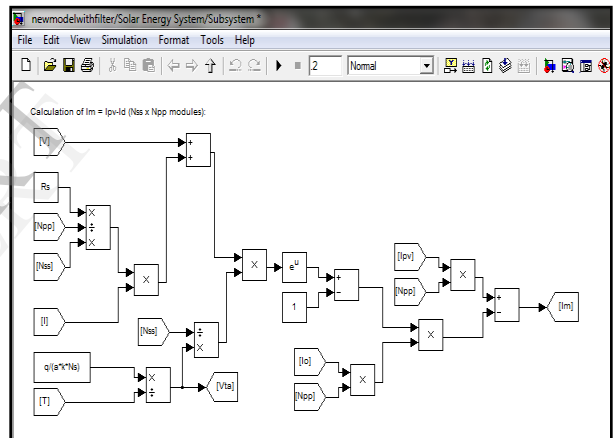 newmodelwithfilter/Solar Energy System/Subsystem *
File Edit View Simulation Format Tools Help
.2 Normal
Calculation of Im = Ipv-Id (Nss x Npp modules):
[V]
+
+
Rs
[Npp]
[Nss]
X
÷
X
X
[I]
X
e^u
1
+
−
[Nss]
÷
X
q/(a*k*Ns)
[T]
X
÷
[Vta]
[Ipv]
[Npp]
X
+
−
[Im]
X
[Io]
[Npp]
X